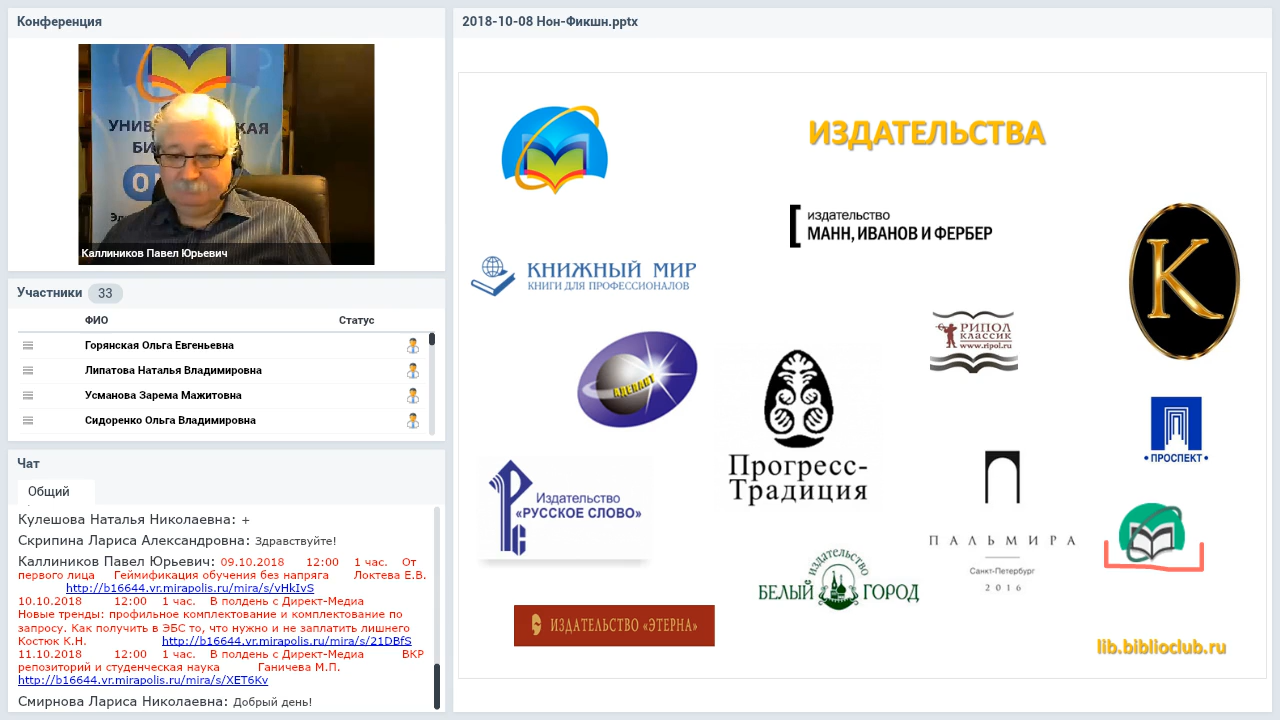 Конференция
УНИВ
СКАЯ
БИ
Эл
Каллиников Павел Юрьевич
Участники 33
ФИО Статус
Горянская Ольга Евгеньевна
Липатова Наталья Владимировна
Усманова Зарема Мажитовна
Сидоренко Ольга Владимировна
Чат
Общий
Кулешова Наталья Николаевна: +
Скрипина Лариса Александровна: Здравствуйте!
Каллиников Павел Юрьевич: 09.10.2018 12:00 1 час. От
первого лица Геймификация обучения без напряга Локтева Е.В.
http://b16644.vr.mirapolis.ru/mira/s/vHkIvS
10.10.2018 12:00 1 час. В полдень с Директ-Медиа
Новые тренды: профильное комплектование и комплектование по
запросу. Как получить в ЭБС то, что нужно и не заплатить лишнего
Костюк К.Н. http://b16644.vr.mirapolis.ru/mira/s/21DBfS
11.10.2018 12:00 1 час. В полдень с Директ-Медиа ВКР
репозиторий и студенческая наука Ганичева М.П.
http://b16644.vr.mirapolis.ru/mira/s/XET6Kv
Смирнова Лариса Николаевна: Добрый день!
2018-10-08 Нон-Фикшн.pptx
ИЗДАТЕЛЬСТВА
издательство
МАНН, ИВАНОВ И ФЕРБЕР
К
КНИЖНЫЙ МИР
КНИГИ ДЛЯ ПРОФЕССИОНАЛОВ
РИПОЛ
КЛАССИК
www.ripol.ru
АДЕЛАНТ
Прогресс-
Традиция
ПРОСПЕКТ
Издательство
«РУССКОЕ СЛОВО»
ПАЛЬМИРА
Санкт-Петербург
2016
ИЗДАТЕЛЬСТВО
БЕЛЫЙ ГОРОД
ИЗДАТЕЛЬСТВО «ЭТЕРНА»
lib.biblioclub.ru